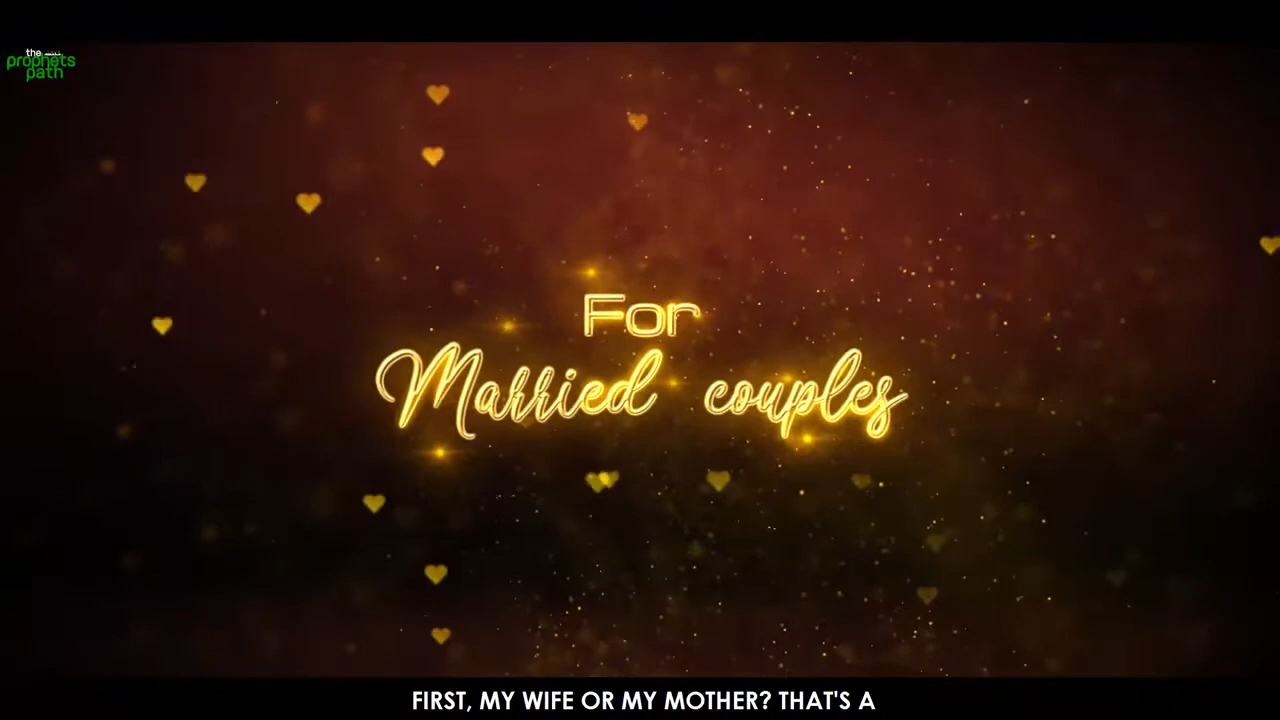 the
prophets
path
For
Married couples
FIRST, MY WIFE OR MY MOTHER? THAT'S A